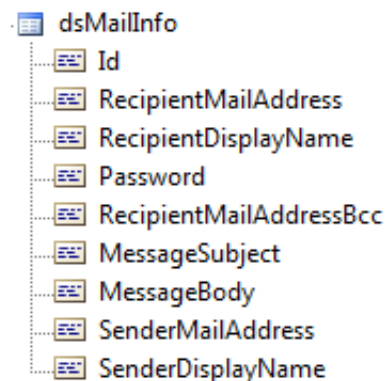 dsMailInfo
Id
RecipientMailAddress
RecipientDisplayName
Password
RecipientMailAddressBcc
MessageSubject
MessageBody
SenderMailAddress
SenderDisplayName